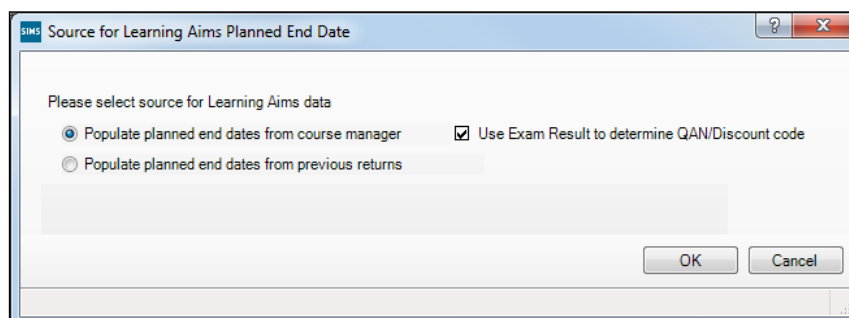 SIMS Source for Learning Aims Planned End Date
Please select source for Learning Aims data
Populate planned end dates from course manager Use Exam Result to determine QAN/Discount code
Populate planned end dates from previous returns
OK Cancel